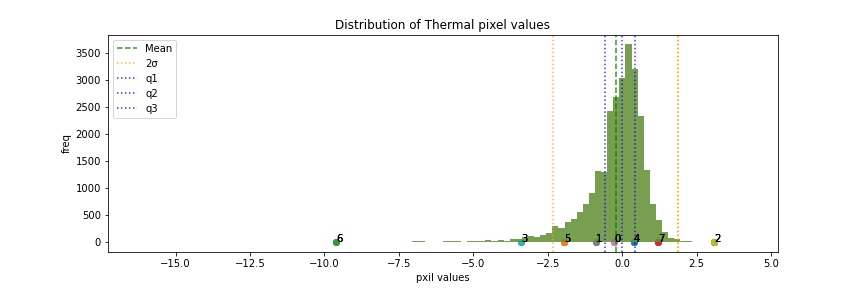 Distribution of Thermal pixel values
Mean
2σ
q1
q2
q3
freq
3500
3000
2500
2000
1500
1000
500
0
6 3 5 1 0 4 7 2
−15.0 −12.5 −10.0 −7.5 −5.0 −2.5 0.0 2.5 5.0
pxil values